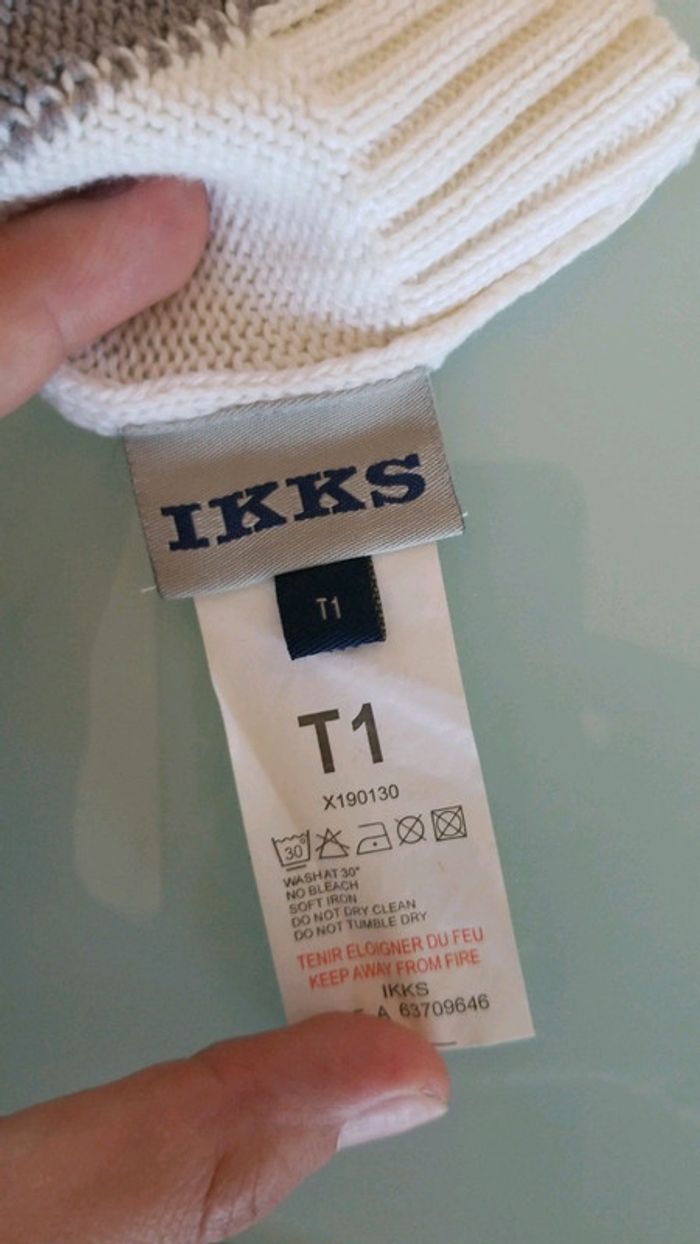 IKKS
T1
T1
X190130
30°
WASH AT 30°
NO BLEACH
SOFT IRON
DO NOT DRY CLEAN
DO NOT TUMBLE DRY
TENIR ELOIGNER DU FEU
KEEP AWAY FROM FIRE
IKKS
A 63709646